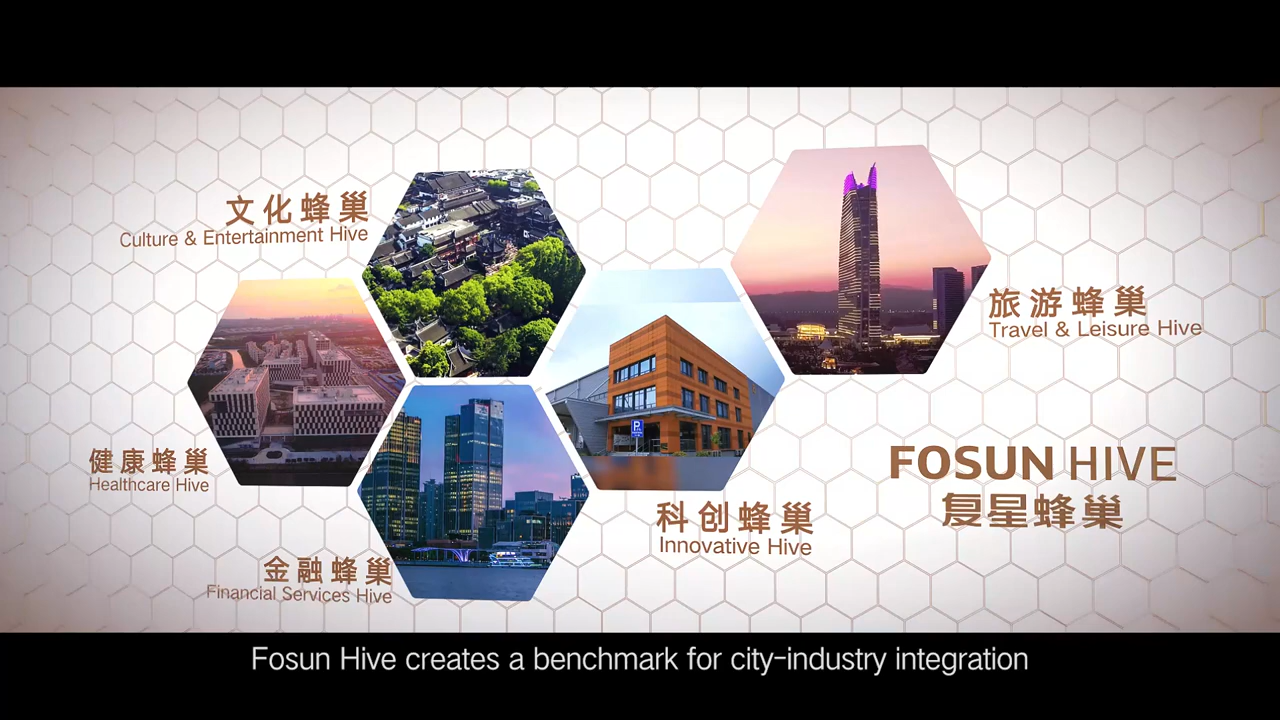 文化蜂巢
Culture & Entertainment Hive
旅游蜂巢
Travel & Leisure Hive
健康蜂巢
Healthcare Hive
FOSUN HIVE
复星蜂巢
科创蜂巢
Innovative Hive
金融蜂巢
Financial Services Hive
P
Fosun Hive creates a benchmark for city-industry integration